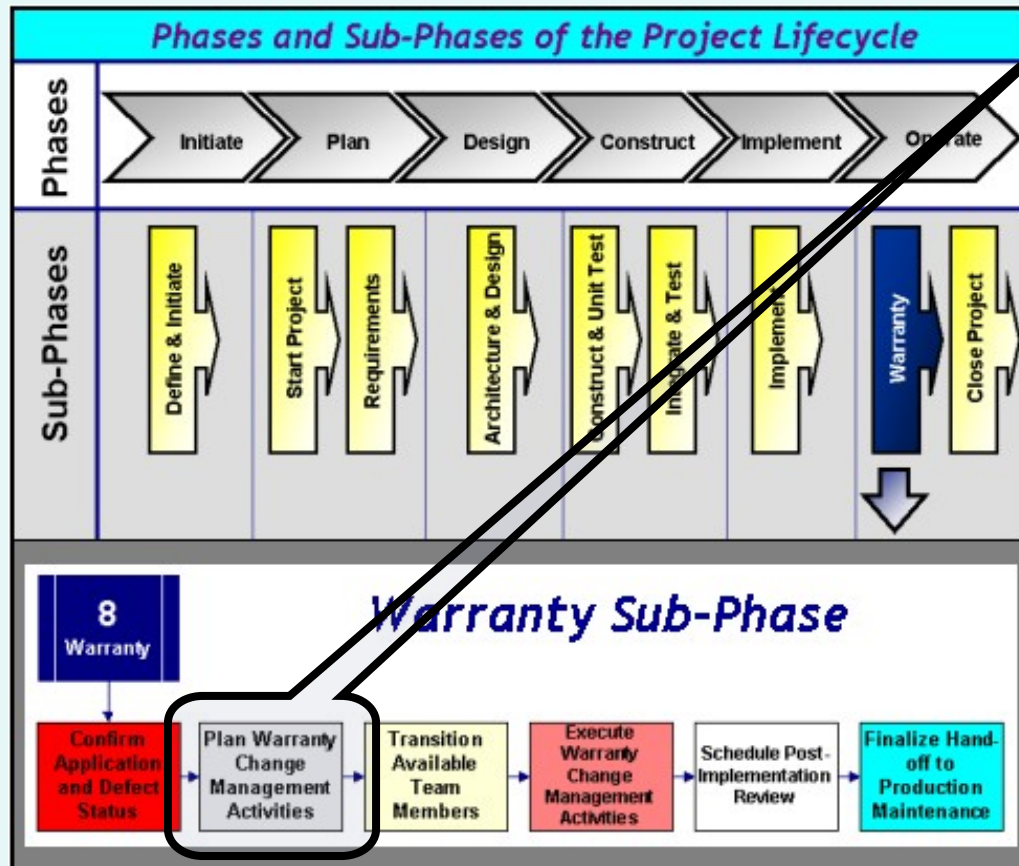 Phases and Sub-Phases of the Project Lifecycle
Phases
Initiate
Plan
Design
Construct
Implement
Operate
Sub-Phases
Define & Initiate
Start Project
Requirements
Architecture & Design
Construct & Unit Test
Integrate & Test
Implement
Warranty
Close Project
8
Warranty
Warranty Sub-Phase
Confirm
Application
and Defect
Status
Plan Warranty
Change
Management
Activities
Transition
Available
Team
Members
Execute
Warranty
Change
Management
Activities
Schedule Post-
Implementation
Review
Finalize Hand-
off to
Production
Maintenance